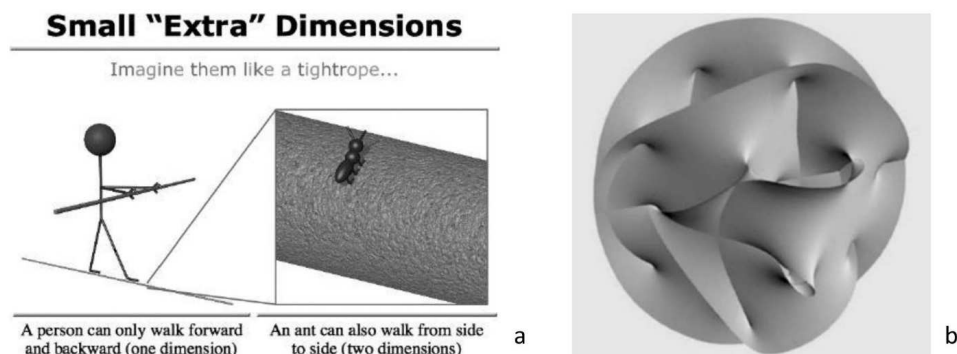 Small “Extra” Dimensions
Imagine them like a tightrope...
A person can only walk forward
and backward (one dimension)
An ant can also walk from side
to side (two dimensions)
a
b